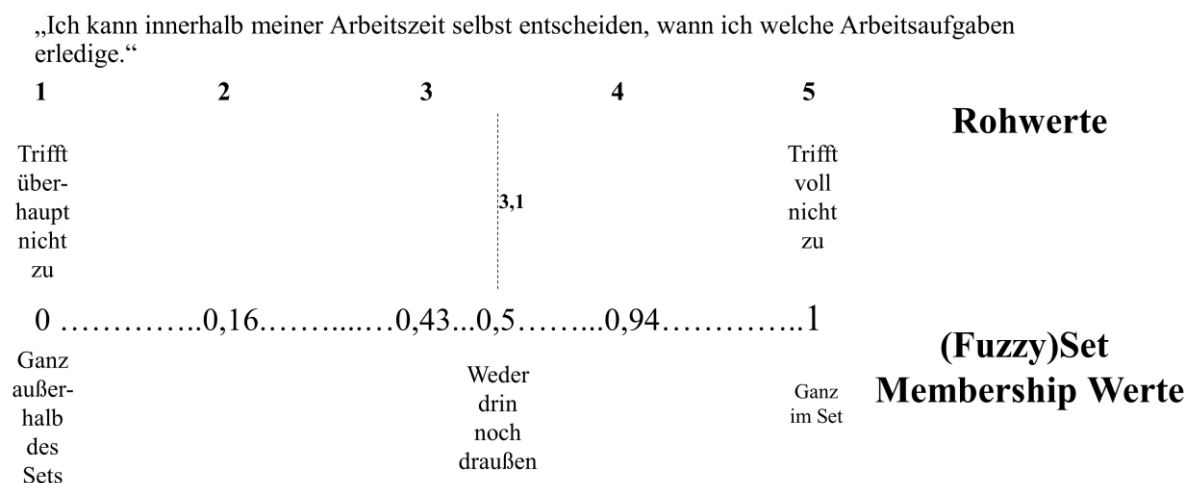 „Ich kann innerhalb meiner Arbeitszeit selbst entscheiden, wann ich welche Arbeitsaufgaben
erledige.“
1 2 3 4 5
Rohwerte
Trifft
über-
haupt
nicht
zu
3,1
Trifft
voll
nicht
zu
0 …………..0,16……...…..0,43...0,5……...0,94…………..1
(Fuzzy)Set
Membership Werte
Ganz
außer-
halb
des
Sets
Weder
drin
noch
draußen
Ganz
im Set